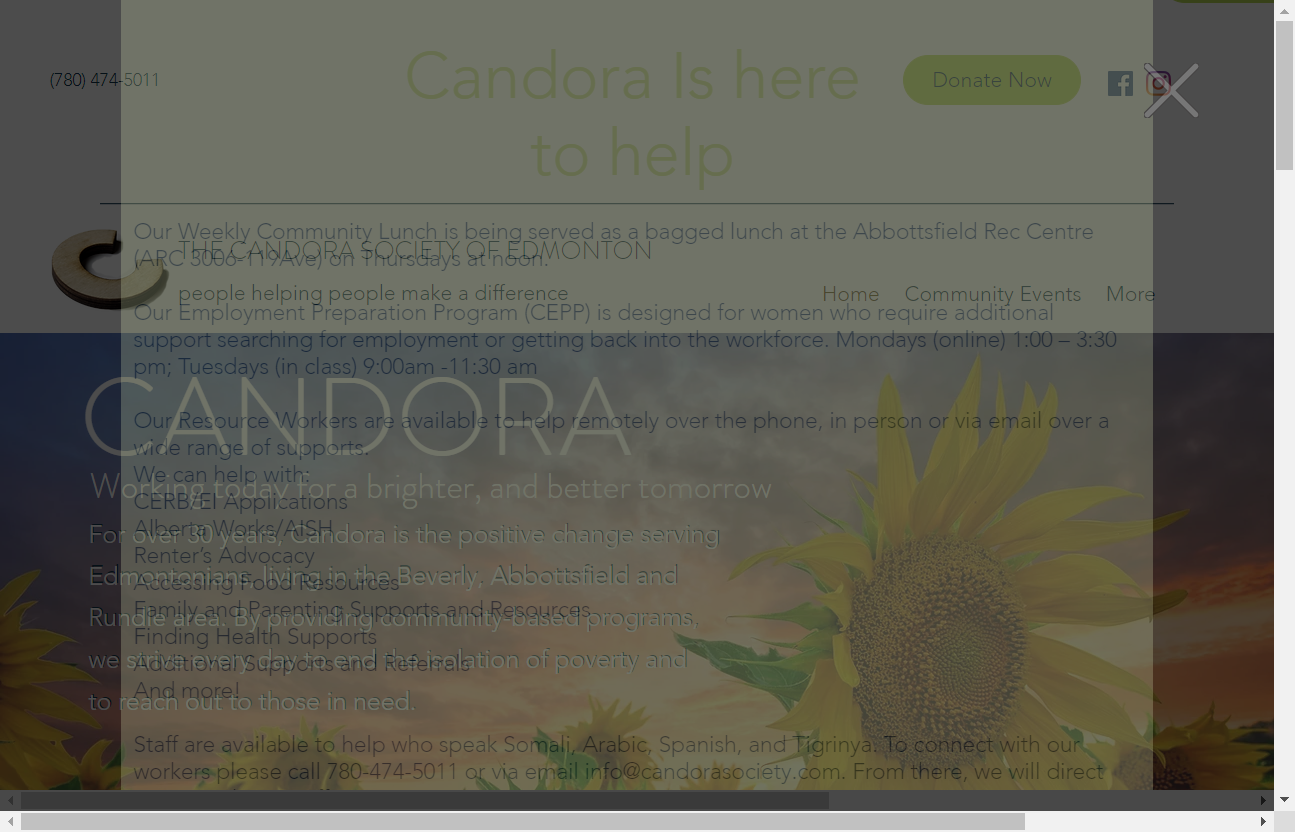 Candora Is here
to help
(780) 474-5011
Donate Now
Our Weekly Community Lunch is being served as a bagged lunch at the Abbottsfield Rec Centre
(ARC 3006-119Ave) on Thursdays at noon.
THE CANDORA SOCIETY OF EDMONTON
people helping people make a difference
Home
Community Events
More
Our Employment Preparation Program (CEPP) is designed for women who require additional
support searching for employment or getting back into the workforce. Mondays (online) 1:00 – 3:30
pm; Tuesdays (in class) 9:00am -11:30 am
CANDORA
Our Resource Workers are available to help remotely over the phone, in person or via email over a
wide range of supports.
We can help with:
Working today for a brighter, and better tomorrow
CERB/EI Applications
Alberta Works/AISH
For over 30 years, Candora is the positive change serving
Renter's Advocacy
Edmontonians living in the Beverly, Abbottsfield and
Accessing Food Resources
Family and Parenting Supports and Resources
Rundle area. By providing community-based programs,
Finding Health Supports
we strive every day to end the isolation of poverty and
Additional Supports and Referrals
And more!
to reach out to those in need.
Staff are available to help who speak Somali, Arabic, Spanish, and Tigrinya. To connect with our
workers please call 780-474-5011 or via email info@candorasociety.com. From there, we will direct